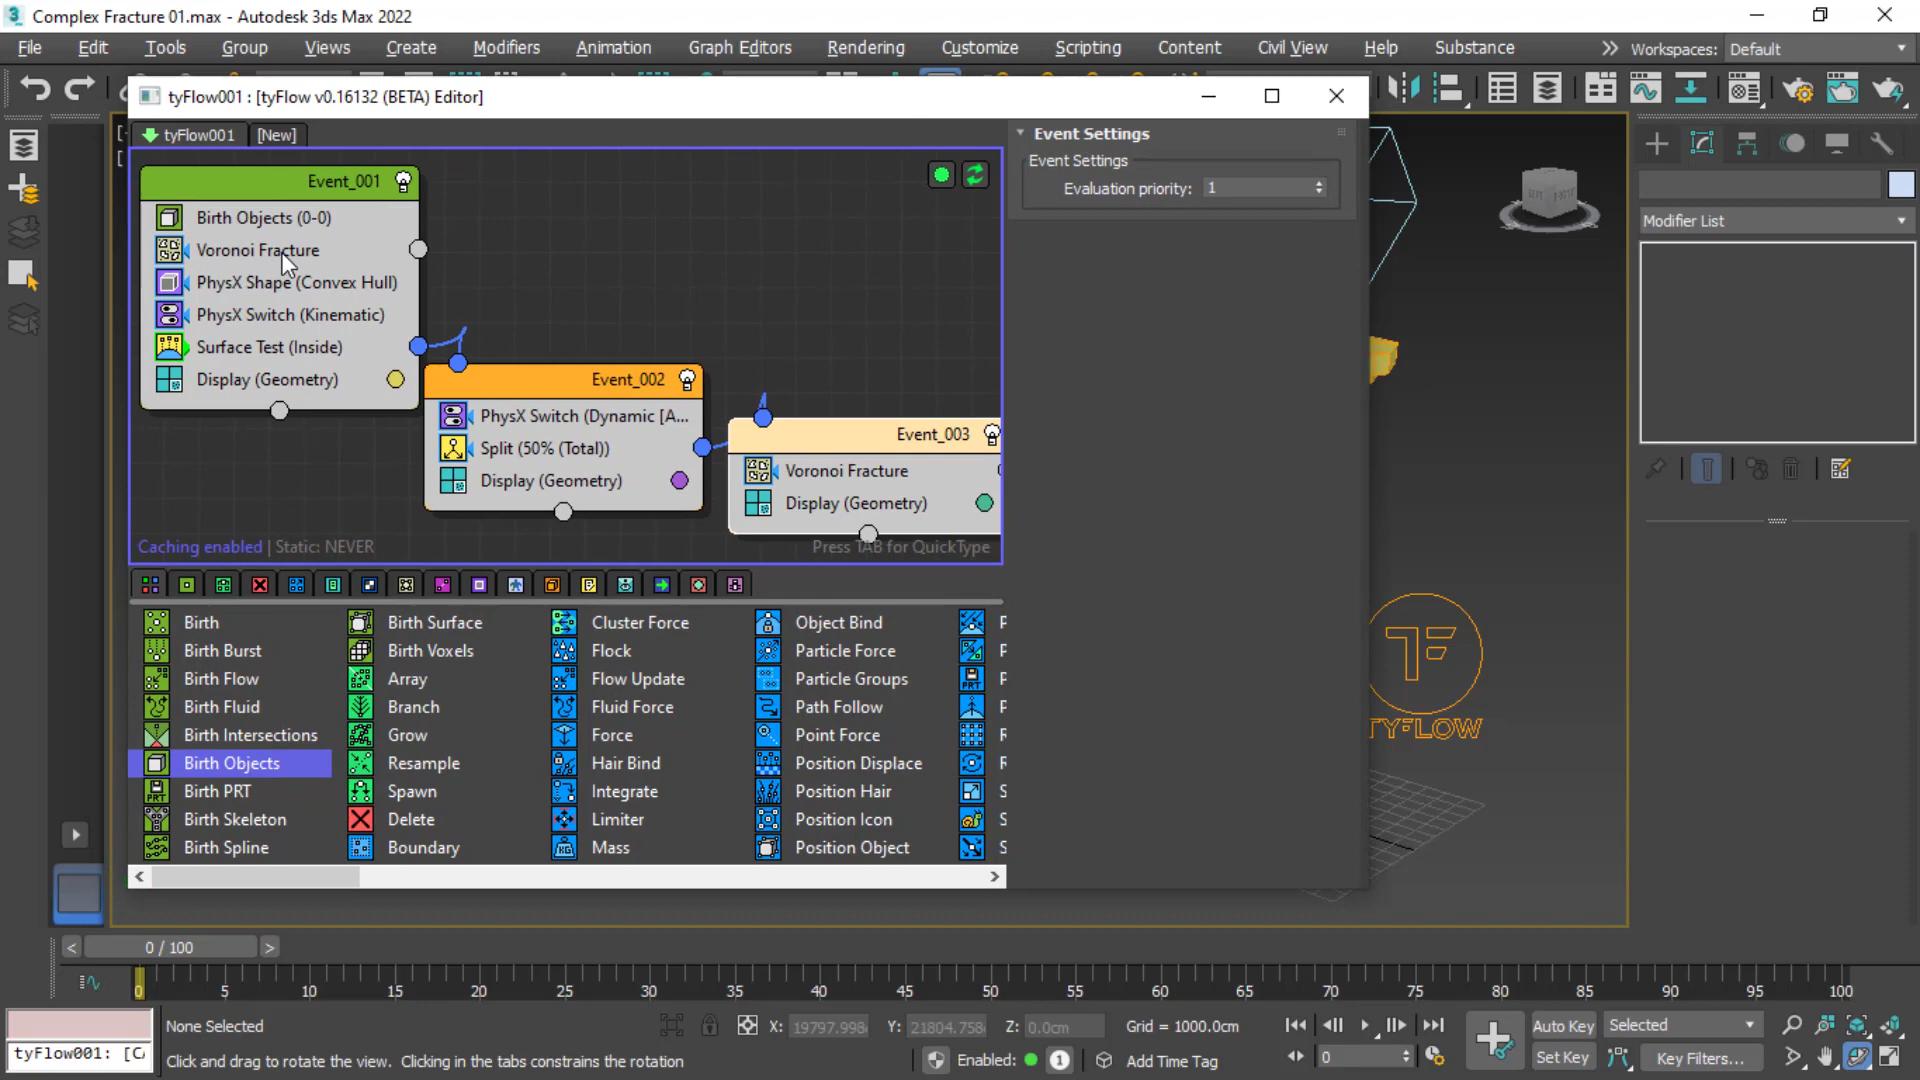 Complex Fracture 01.max - Autodesk 3ds Max 2022
File Edit Tools Group Views Create Modifiers Animation Graph Editors Rendering Customize Scripting Content Civil View Help Substance Workspaces: Default
tyFlow001 : [tyFlow v0.16132 (BETA) Editor]
tyFlow001 [New]
Event_001
Birth Objects (0-0)
Voronoi Fracture
PhysX Shape (Convex Hull)
PhysX Switch (Kinematic)
Surface Test (Inside)
Display (Geometry)
Event_002
PhysX Switch (Dynamic [A...
Split (50% (Total))
Display (Geometry)
Event_003
Voronoi Fracture
Display (Geometry)
Caching enabled | Static: NEVER
Press TAB for QuickType
Event Settings
Event Settings
Evaluation priority: 1
Modifier List
Birth Birth Surface Cluster Force Object Bind
Birth Burst Birth Voxels Flock Particle Force
Birth Flow Array Flow Update Particle Groups
Birth Fluid Branch Fluid Force Path Follow
Birth Intersections Grow Force Point Force
Birth Objects Resample Hair Bind Position Displace
Birth PRT Spawn Integrate Position Hair
Birth Skeleton Delete Limiter Position Icon
Birth Spline Boundary Mass Position Object
TF
TYFLOW
< 0 / 100 >
0 5 10 15 20 25 30 35 40 45 50 55 60 65 70 75 80 85 90 95 100
None Selected
X: 19797.998 Y: 21804.758 Z: 0.0cm Grid = 1000.0cm
Auto Key Selected
tyFlow001: [CA
Click and drag to rotate the view. Clicking in the tabs constrains the rotation
Enabled: 1 Add Time Tag
0
Set Key Key Filters...